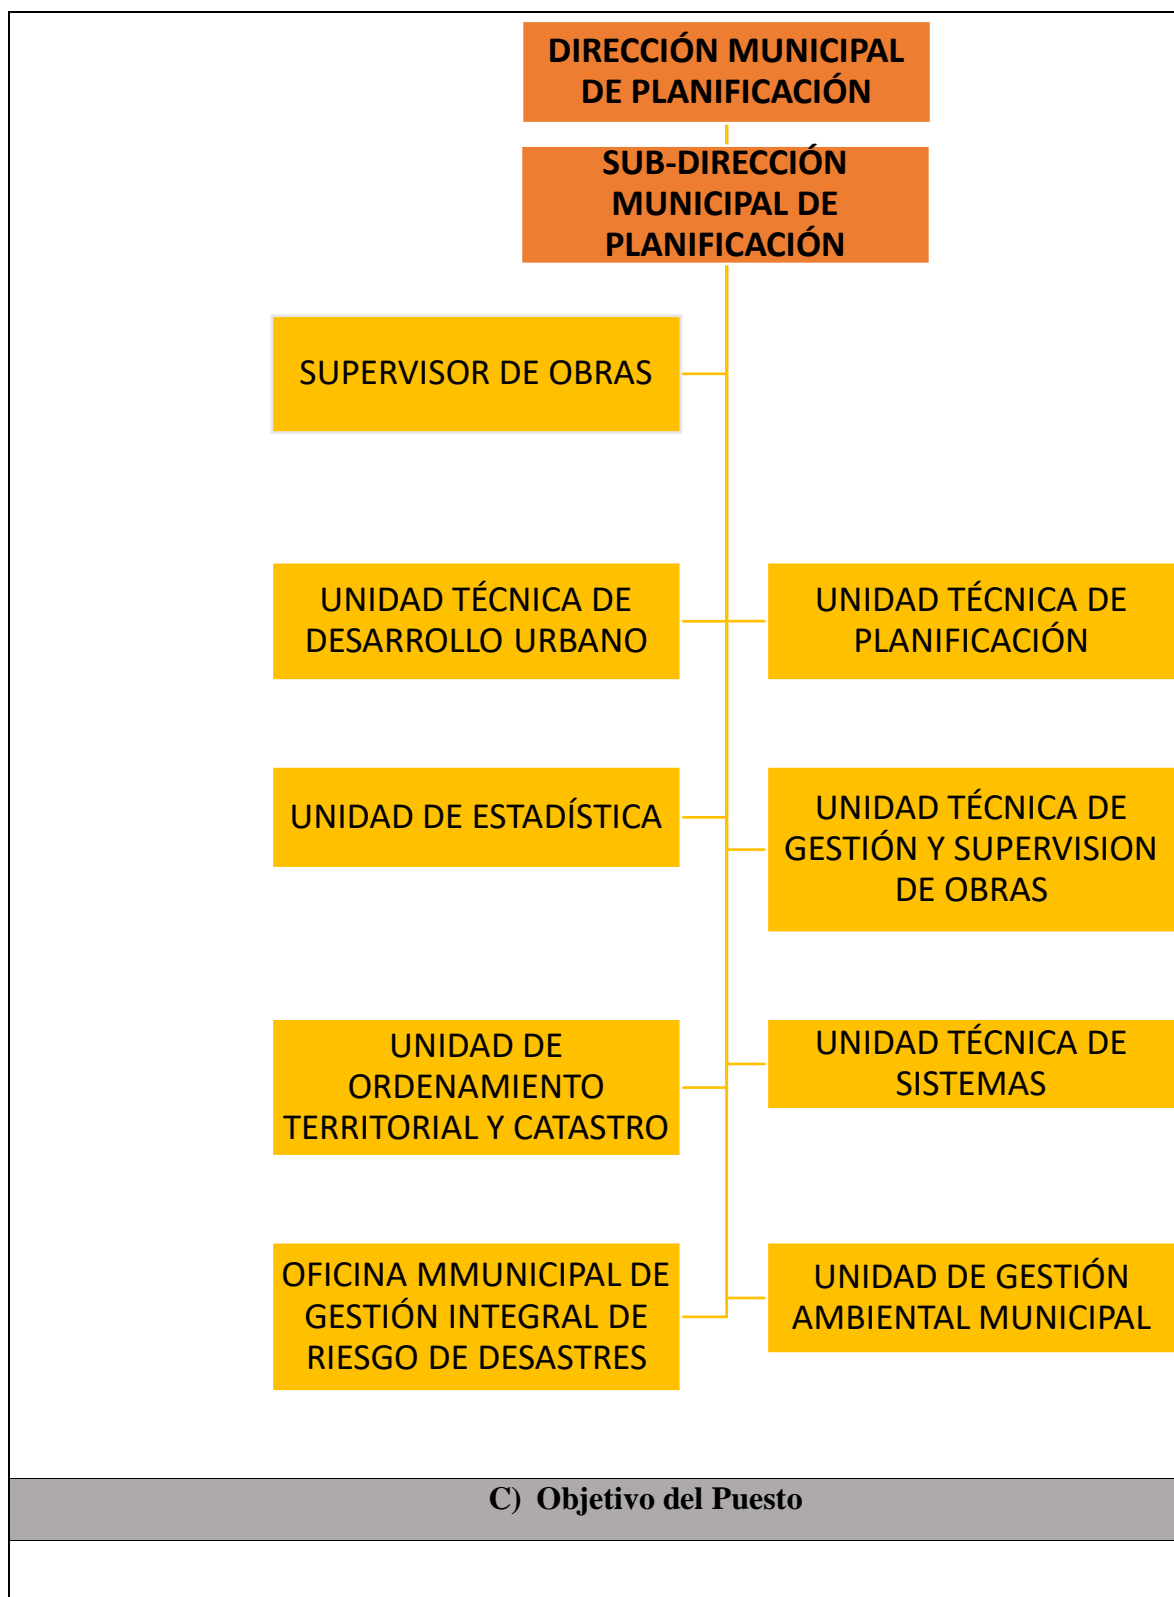 DIRECCIÓN MUNICIPAL
DE PLANIFICACIÓN
SUB-DIRECCIÓN
MUNICIPAL DE
PLANIFICACIÓN
SUPERVISOR DE OBRAS
UNIDAD TÉCNICA DE
DESARROLLO URBANO
UNIDAD TÉCNICA DE
PLANIFICACIÓN
UNIDAD DE ESTADÍSTICA
UNIDAD TÉCNICA DE
GESTIÓN Y SUPERVISION
DE OBRAS
UNIDAD DE
ORDENAMIENTO
TERRITORIAL Y CATASTRO
UNIDAD TÉCNICA DE
SISTEMAS
OFICINA MMUNICIPAL DE
GESTIÓN INTEGRAL DE
RIESGO DE DESASTRES
UNIDAD DE GESTIÓN
AMBIENTAL MUNICIPAL
C) Objetivo del Puesto